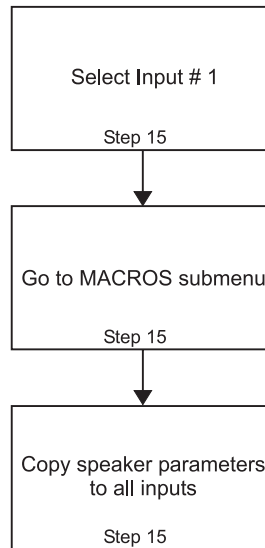 Select Input # 1
Step 15
Go to MACROS submenu
Step 15
Copy speaker parameters
to all inputs
Step 15